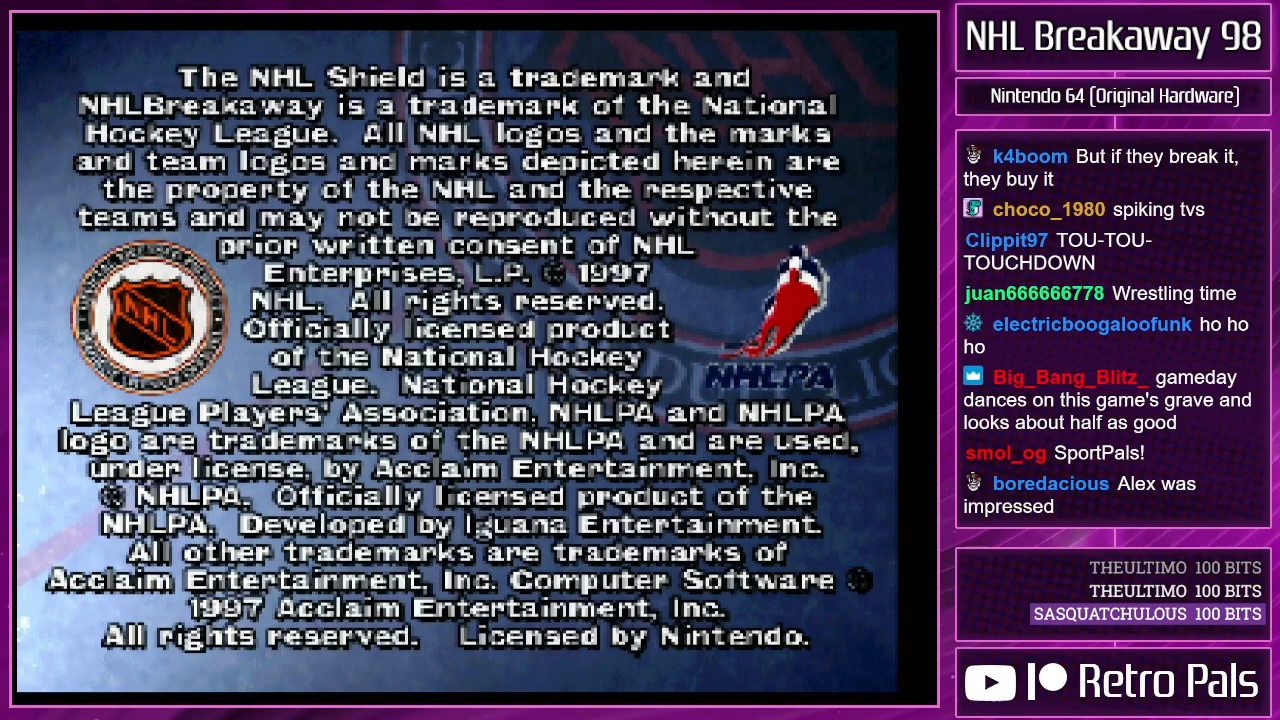 The NHL Shield is a trademark and
NHLBreakaway is a trademark of the National
Hockey League. All NHL logos and the marks
and team logos and marks depicted herein are
the property of the NHL and the respective
teams and may not be reproduced without the
prior written consent of NHL
Enterprises, L.P. © 1997
NHL. All rights reserved.
Officially licensed product
of the National Hockey
League. National Hockey
League Players' Association, NHLPA and NHLPA
logo are trademarks of the NHLPA and are used,
under license, by Acclaim Entertainment, Inc.
© NHLPA. Officially licensed product of the
NHLPA. Developed by Iguana Entertainment.
All other trademarks are trademarks of
Acclaim Entertainment, Inc. Computer Software ©
1997 Acclaim Entertainment, Inc.
All rights reserved. Licensed by Nintendo.
NHL
NHLPA
NHL Breakaway 98
Nintendo 64 (Original Hardware)
k4boom But if they break it,
they buy it
choco_1980 spiking tvs
Clippit97 TOU-TOU-
TOUCHDOWN
juan666666778 Wrestling time
electricboogaloofunk ho ho
ho
Big_Bang_Blitz_ gameday
dances on this game's grave and
looks about half as good
smol_og SportPals!
boredacious Alex was
impressed
THEULTIMO 100 BITS
THEULTIMO 100 BITS
SASQUATCHULOUS 100 BITS
Retro Pals